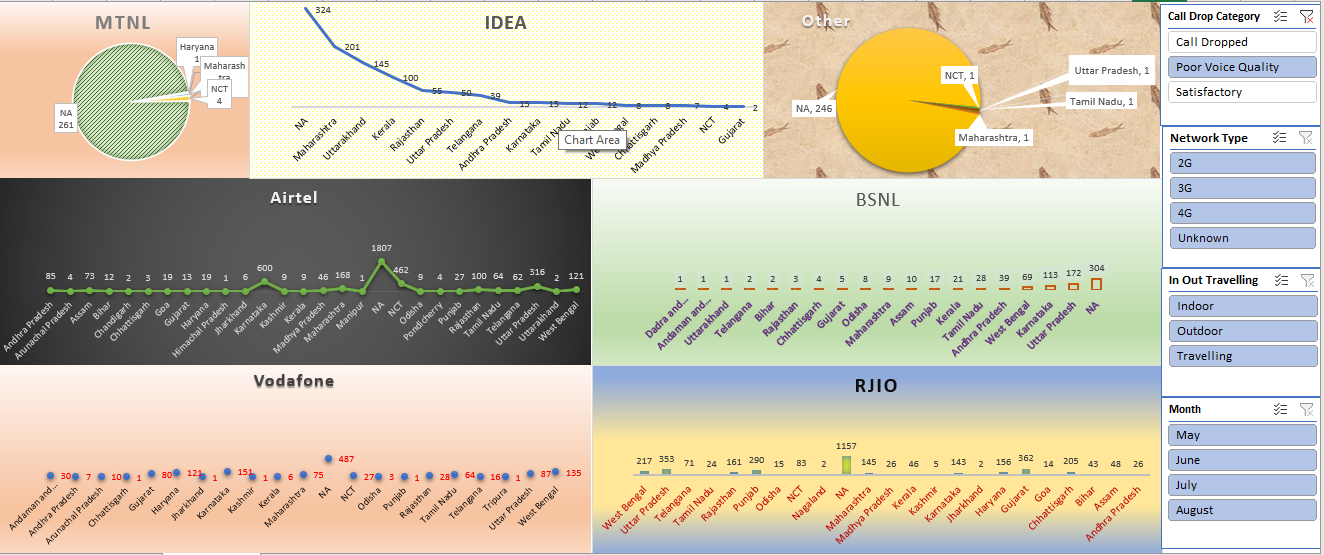 MTNL
Haryana
1
Maharash
tra
NCT
4
NA
261
IDEA
324
201
145
100
55
50
39
15
15
12
12
8
8
7
4
2
NA
Maharashtra
Uttarakhand
Kerala
Rajasthan
Uttar Pradesh
Telangana
Andhra Pradesh
Karnataka
Tamil Nadu
Chhattisgarh
Madhya Pradesh
NCT
Gujarat
Chart Area
Other
NA, 246
NCT, 1
Uttar Pradesh, 1
Tamil Nadu, 1
Maharashtra, 1
Airtel
85 4 73 12 2 3 19 13 19 1 6 600 9 9 46 168 1 1807 462 9 4 27 100 64 62 316 2 121
Andhra Pradesh
Arunachal Pradesh
Assam
Bihar
Chandigarh
Chhattisgarh
Goa
Gujarat
Haryana
Himachal Pradesh
Jharkhand
Karnataka
Kashmir
Kerala
Madhya Pradesh
Maharashtra
Manipur
NA
NCT
Odisha
Pondicherry
Punjab
Rajasthan
Tamil Nadu
Telangana
Uttar Pradesh
Uttarakhand
West Bengal
BSNL
1 1 1 2 2 3 4 5 8 9 10 17 21 28 39 69 113 172 304
Dadra and...
Andaman and...
Uttarakhand
Telangana
Bihar
Rajasthan
Chhattisgarh
Gujarat
Odisha
Maharashtra
Assam
Punjab
Kerala
Tamil Nadu
Andhra Pradesh
West Bengal
Karnataka
Uttar Pradesh
NA
Vodafone
30 7 10 1 80 121 1 151 1 6 75 487 27 3 1 28 64 16 1 87 135
Andaman and...
Andhra Pradesh
Arunachal Pradesh
Chhattisgarh
Gujarat
Haryana
Jharkhand
Karnataka
Kashmir
Kerala
Maharashtra
NA
NCT
Odisha
Punjab
Rajasthan
Tamil Nadu
Telangana
Tripura
Uttar Pradesh
West Bengal
RJIO
217 353 71 24 161 290 15 83 2 1157 145 26 46 5 143 2 156 362 14 205 43 48 26
West Bengal
Uttar Pradesh
Telangana
Tamil Nadu
Rajasthan
Punjab
Odisha
NCT
Nagaland
NA
Maharashtra
Madhya Pradesh
Kerala
Kashmir
Karnataka
Jharkhand
Haryana
Gujarat
Goa
Chhattisgarh
Bihar
Assam
Andhra Pradesh
Call Drop Category
Call Dropped
Poor Voice Quality
Satisfactory
Network Type
2G
3G
4G
Unknown
In Out Travelling
Indoor
Outdoor
Travelling
Month
May
June
July
August